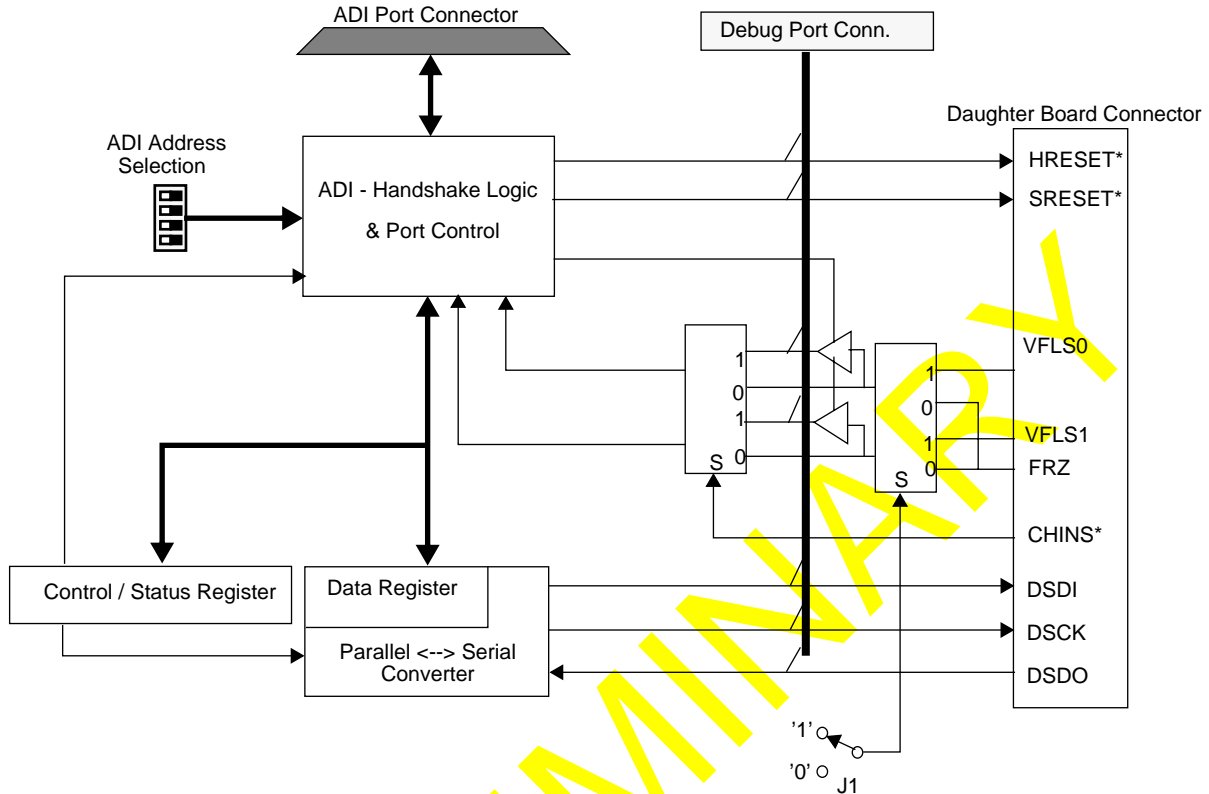 ADI Port Connector
Debug Port Conn.
Daughter Board Connector
ADI Address
Selection
ADI - Handshake Logic
& Port Control
HRESET*
SRESET*
VFLS0
1
0
1
0
S
1
0
1
0
S
VFLS1
FRZ
CHINS*
DSDI
DSCK
DSDO
Control / Status Register
Data Register
Parallel <--> Serial
Converter
'1'
'0'
J1
MINARY